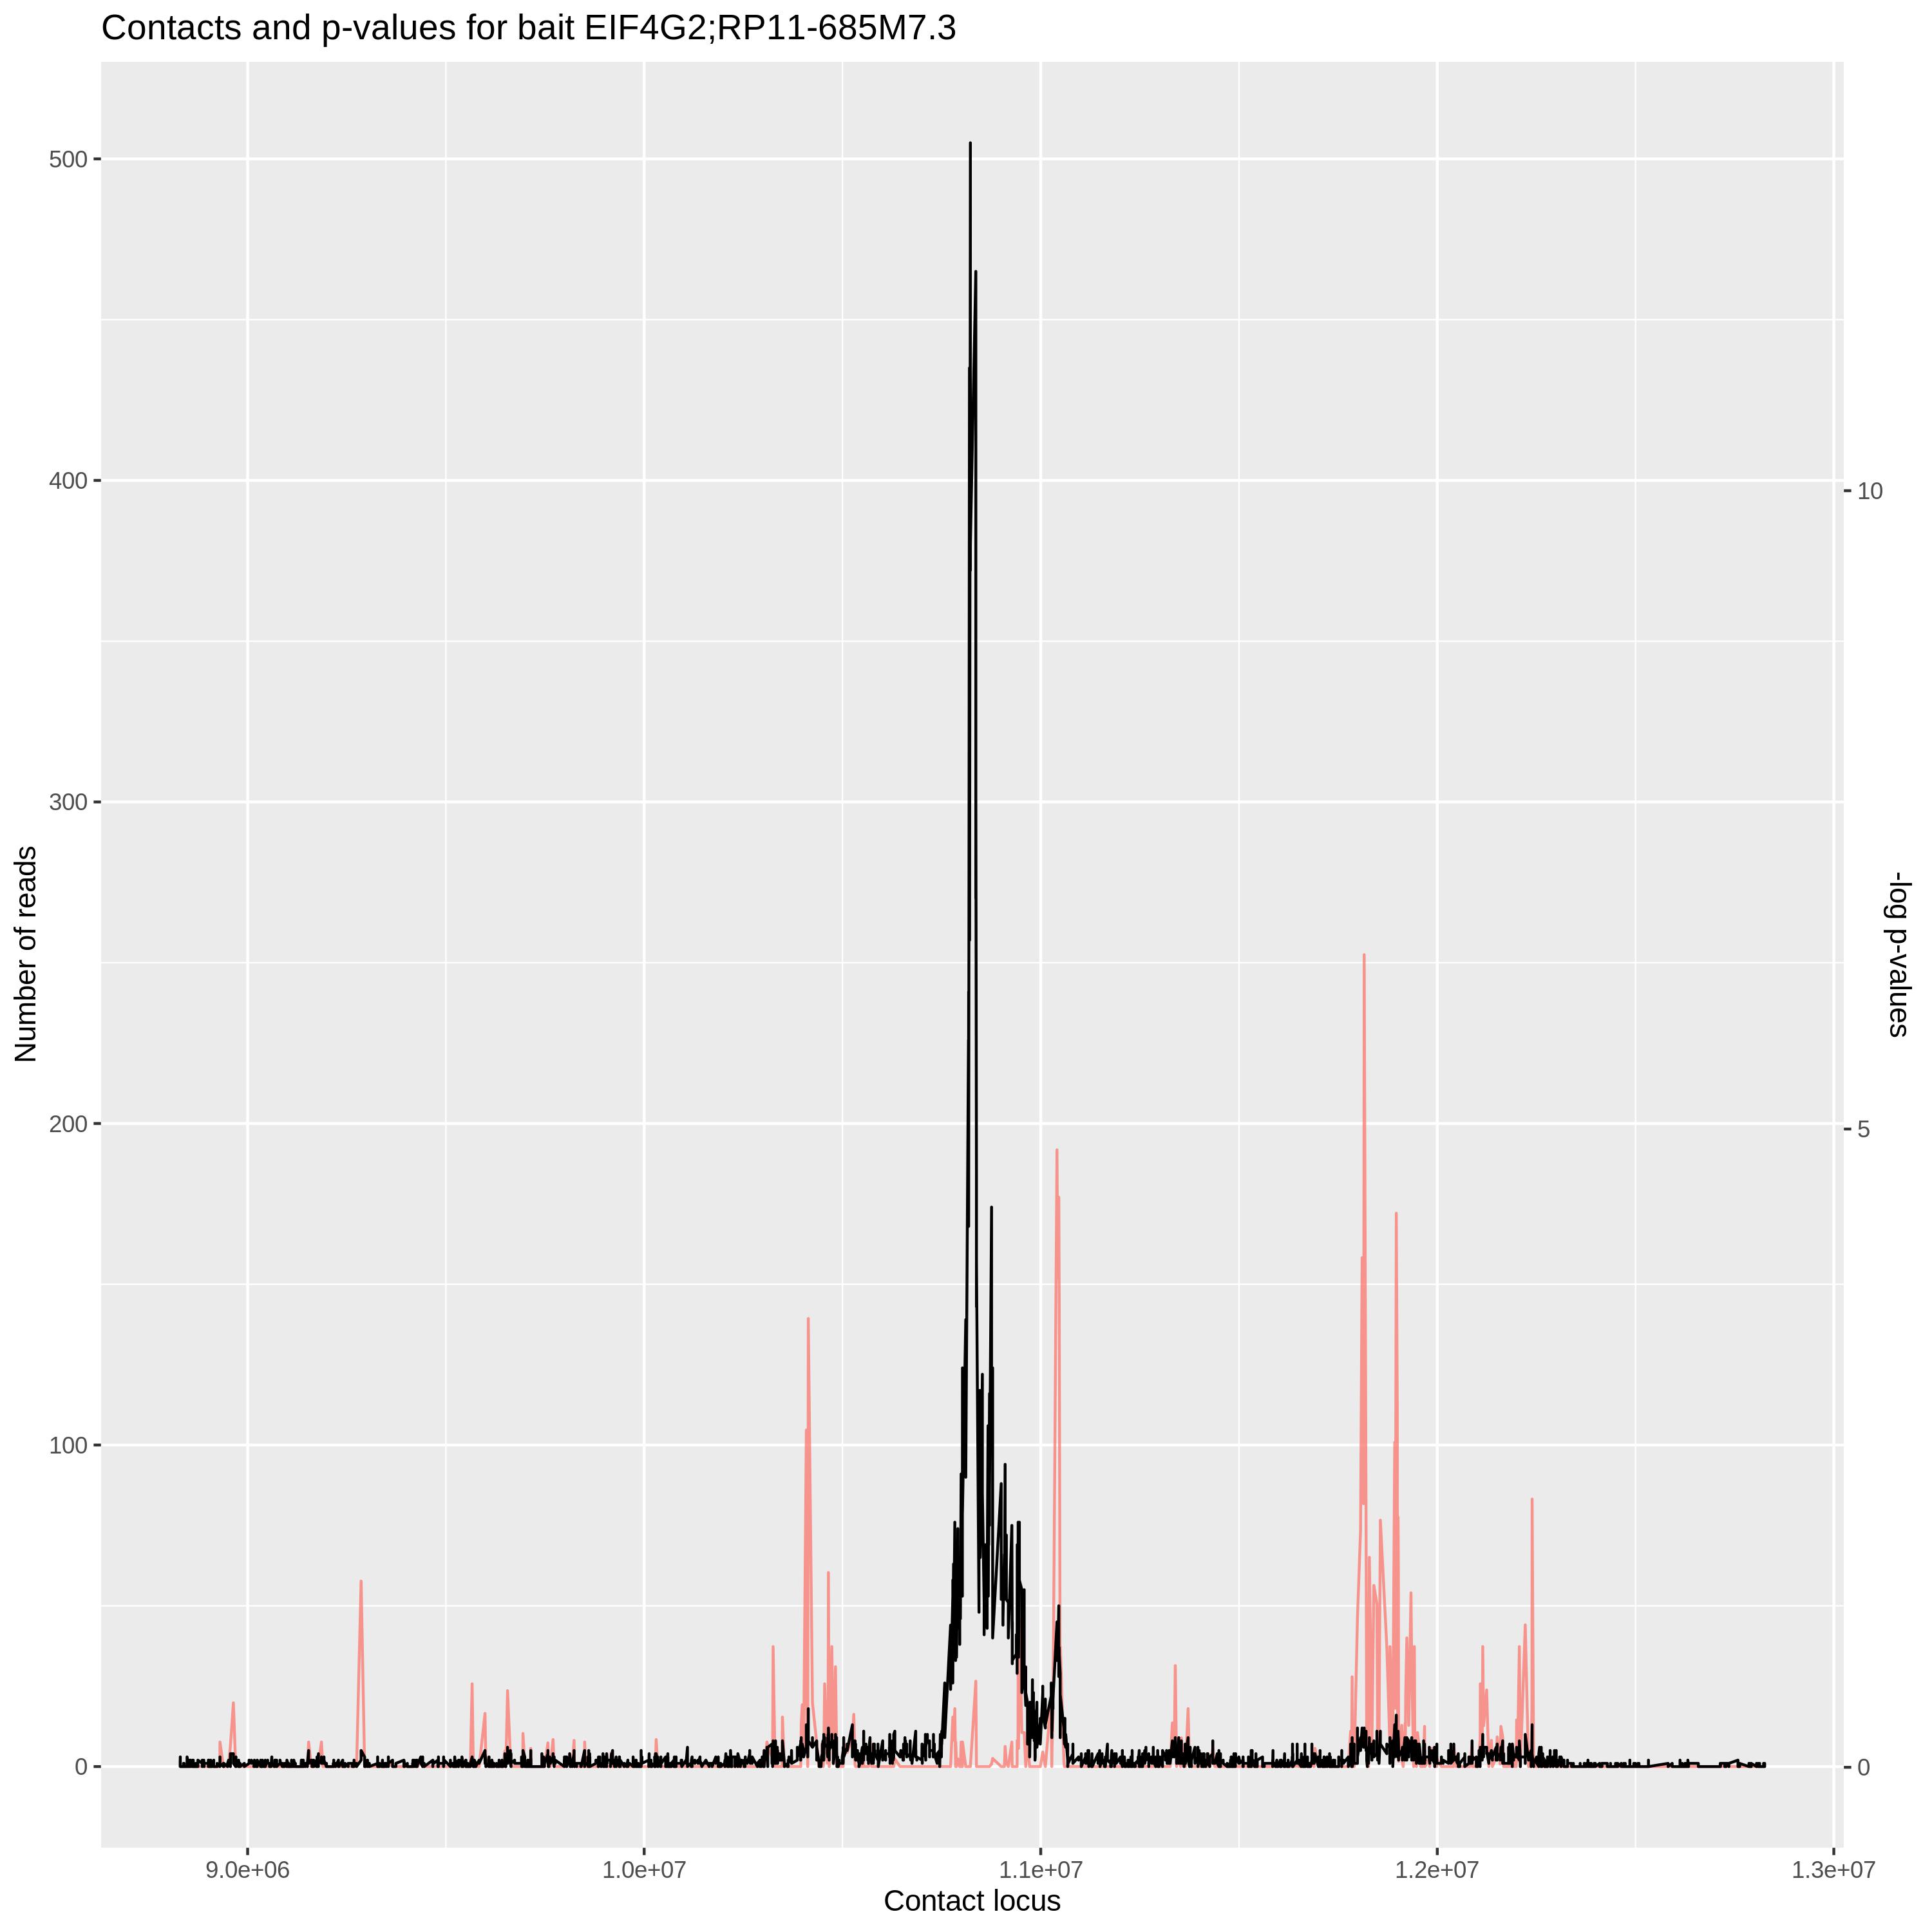 Contacts and p-values for bait EIF4G2;RP11-685M7.3
500
400
300
200
100
0
Number of reads
10
5
0
-log p-values
9.0e+06 1.0e+07 1.1e+07 1.2e+07 1.3e+07
Contact locus